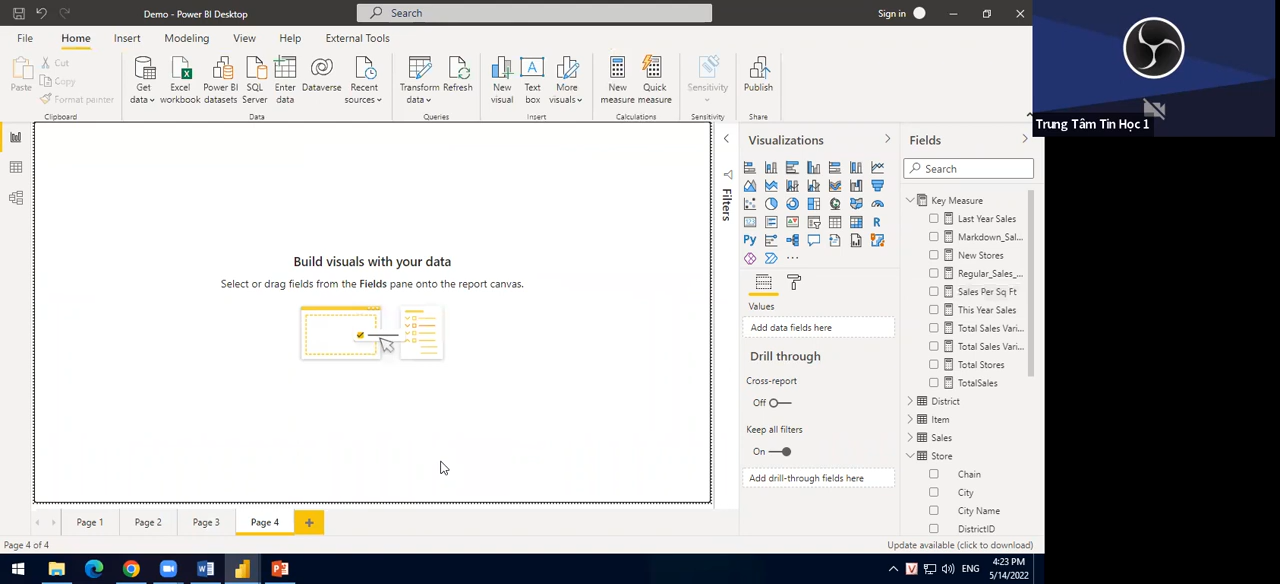 Demo - Power BI Desktop
Search
Sign in
File
Home
Insert
Modeling
View
Help
External Tools
Paste
Cut
Copy
Format painter
Clipboard
Get data
Excel workbook
Power BI datasets
SQL Server
Enter data
Dataverse
Recent sources
Data
Transform data
Refresh
Queries
New visual
Text box
More visuals
Insert
New measure
Quick measure
Calculations
Sensitivity
Sensitivity
Publish
Share
Trung Tâm Tin Học 1
Build visuals with your data
Select or drag fields from the Fields pane onto the report canvas.
Filters
Visualizations
R
Py
...
Values
Add data fields here
Drill through
Cross-report
Off
Keep all filters
On
Add drill-through fields here
Fields
Search
Key Measure
Last Year Sales
Markdown_Sal...
New Stores
Regular_Sales_...
Sales Per Sq Ft
This Year Sales
Total Sales Vari...
Total Sales Vari...
Total Stores
TotalSales
District
Item
Sales
Store
Chain
City
City Name
DistrictID
Page 1
Page 2
Page 3
Page 4
+
Page 4 of 4
Update available (click to download)
ENG
4:23 PM
5/14/2022